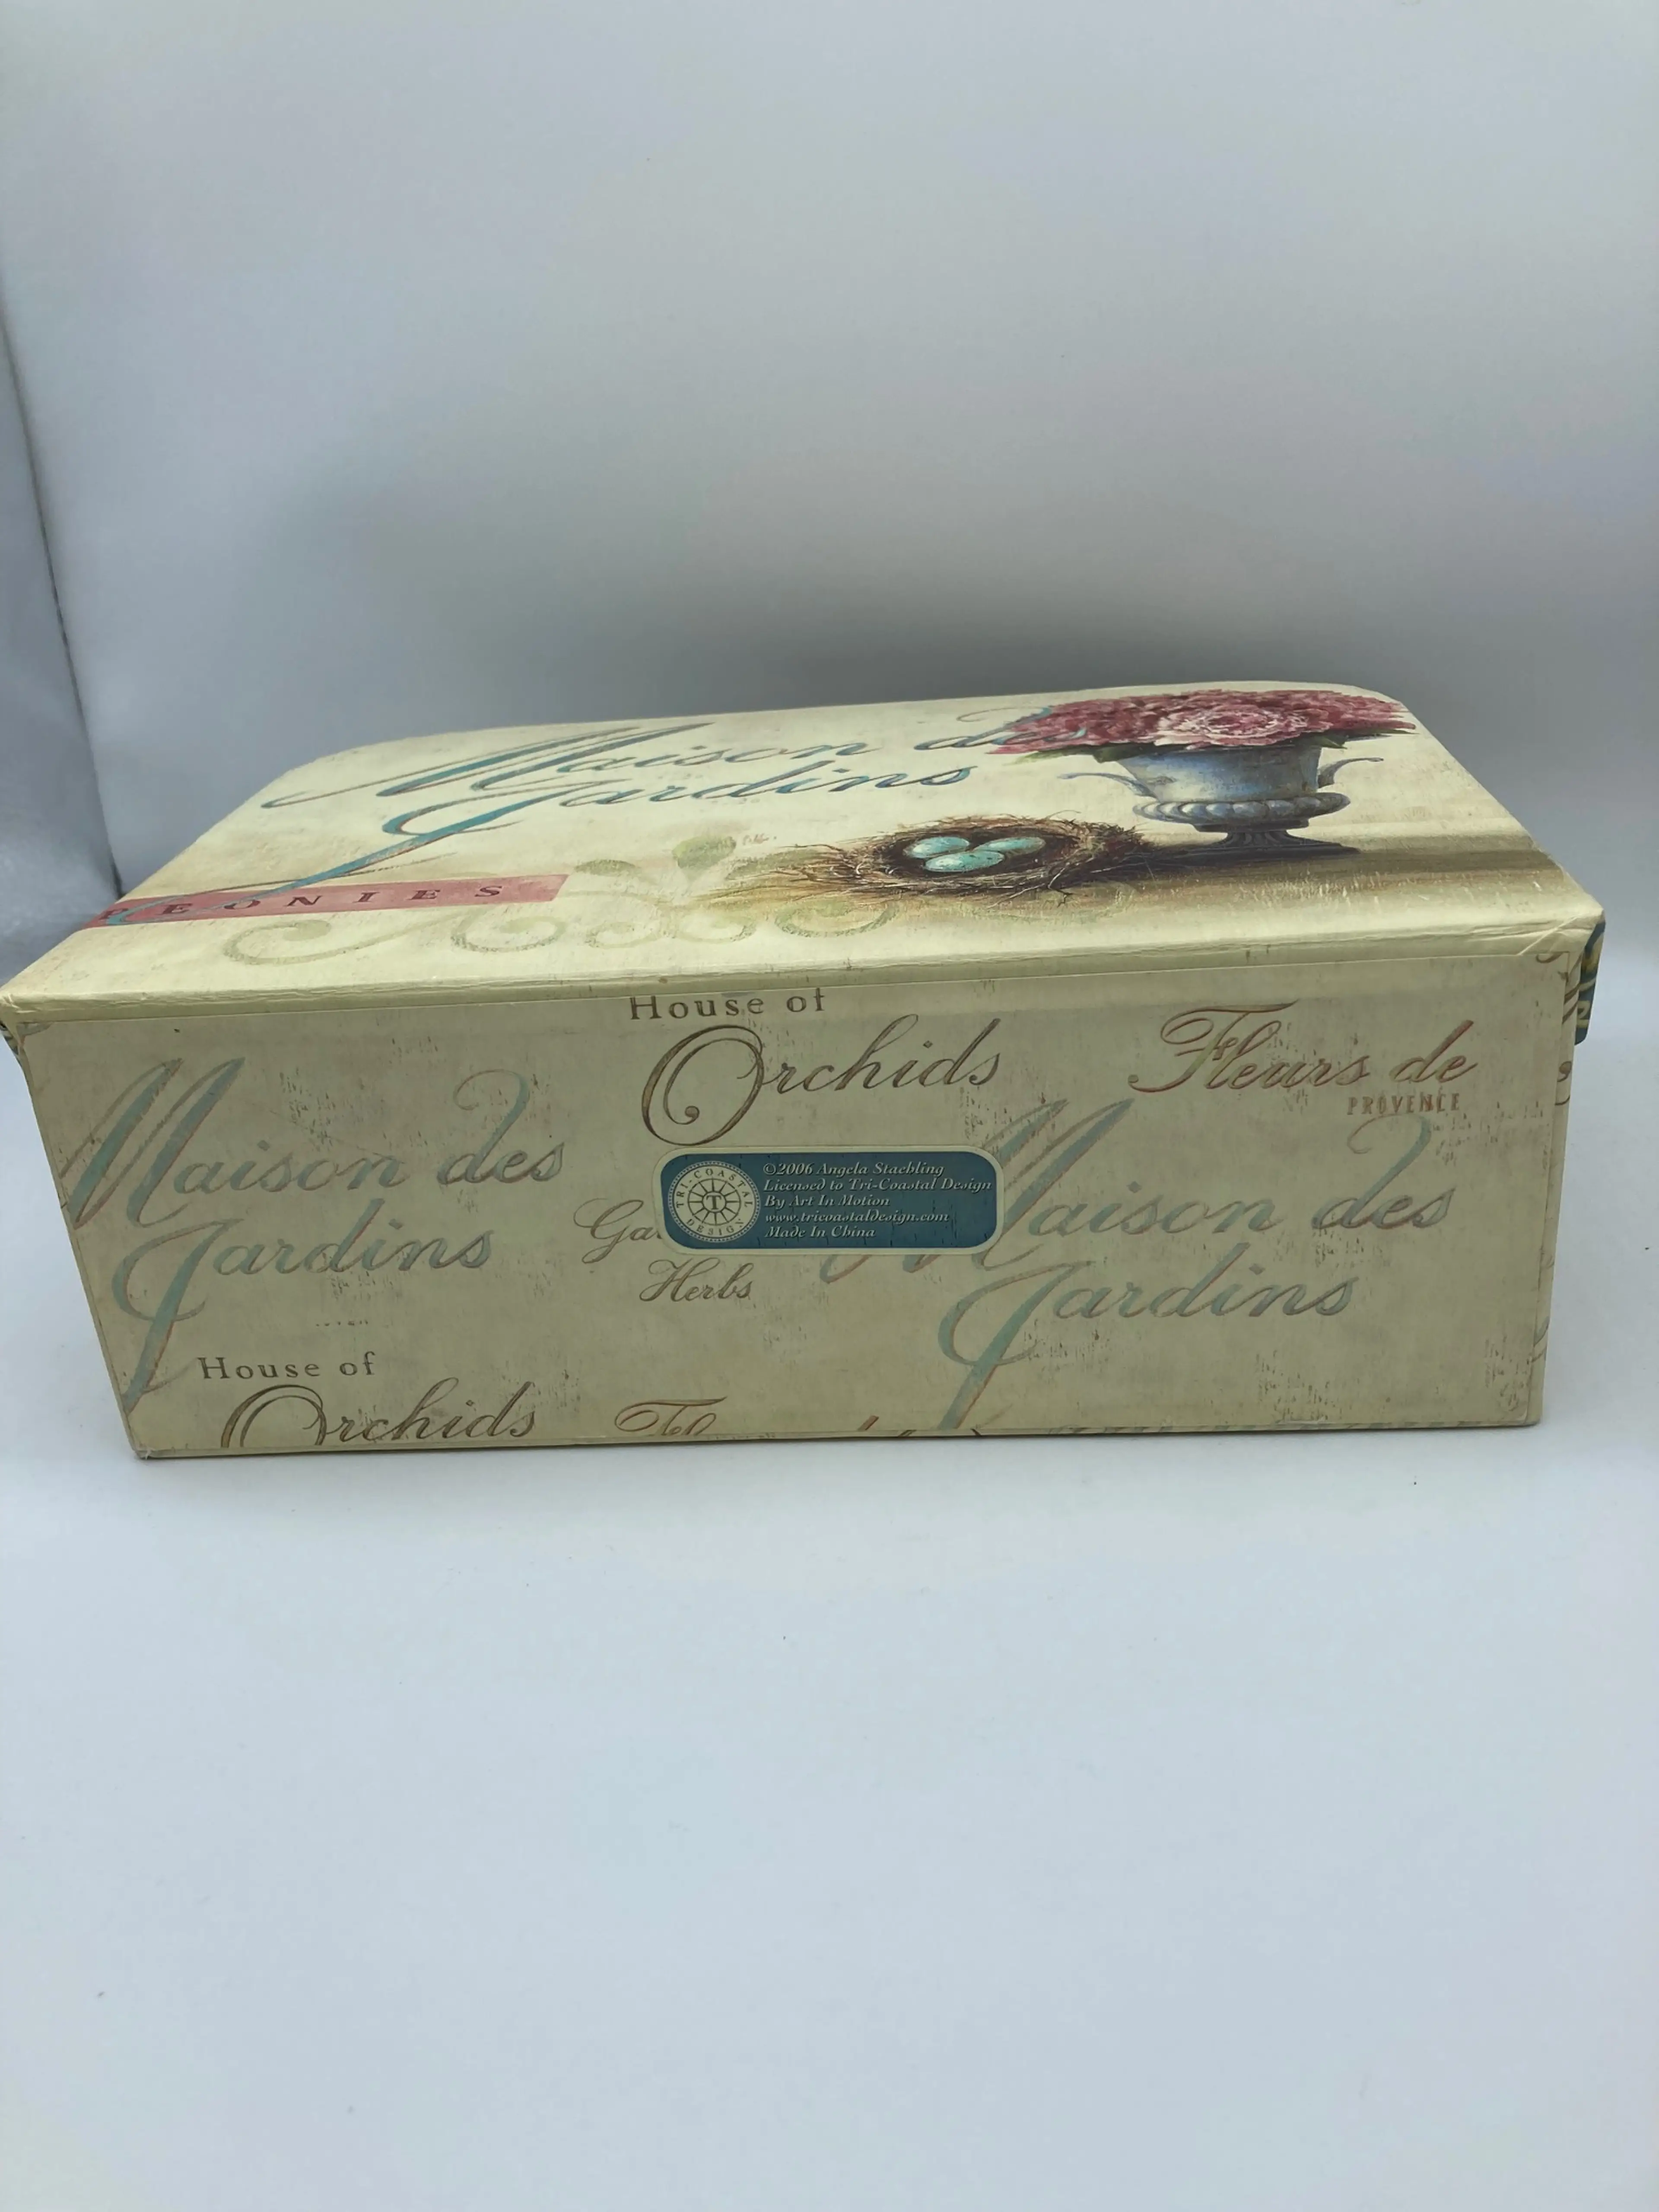 Maison des
Jardins
PEONIES
House of
Orchids
Fleurs de
PROVENCE
Maison des
Jardins
TRI-COASTAL DESIGN
T
©2006 Angela Staehling
Licensed to Tri-Coastal Design
By Art In Motion
www.tricoastaldesign.com
Made In China
Ga
Herbs
Maison des
Jardins
House of
Orchids